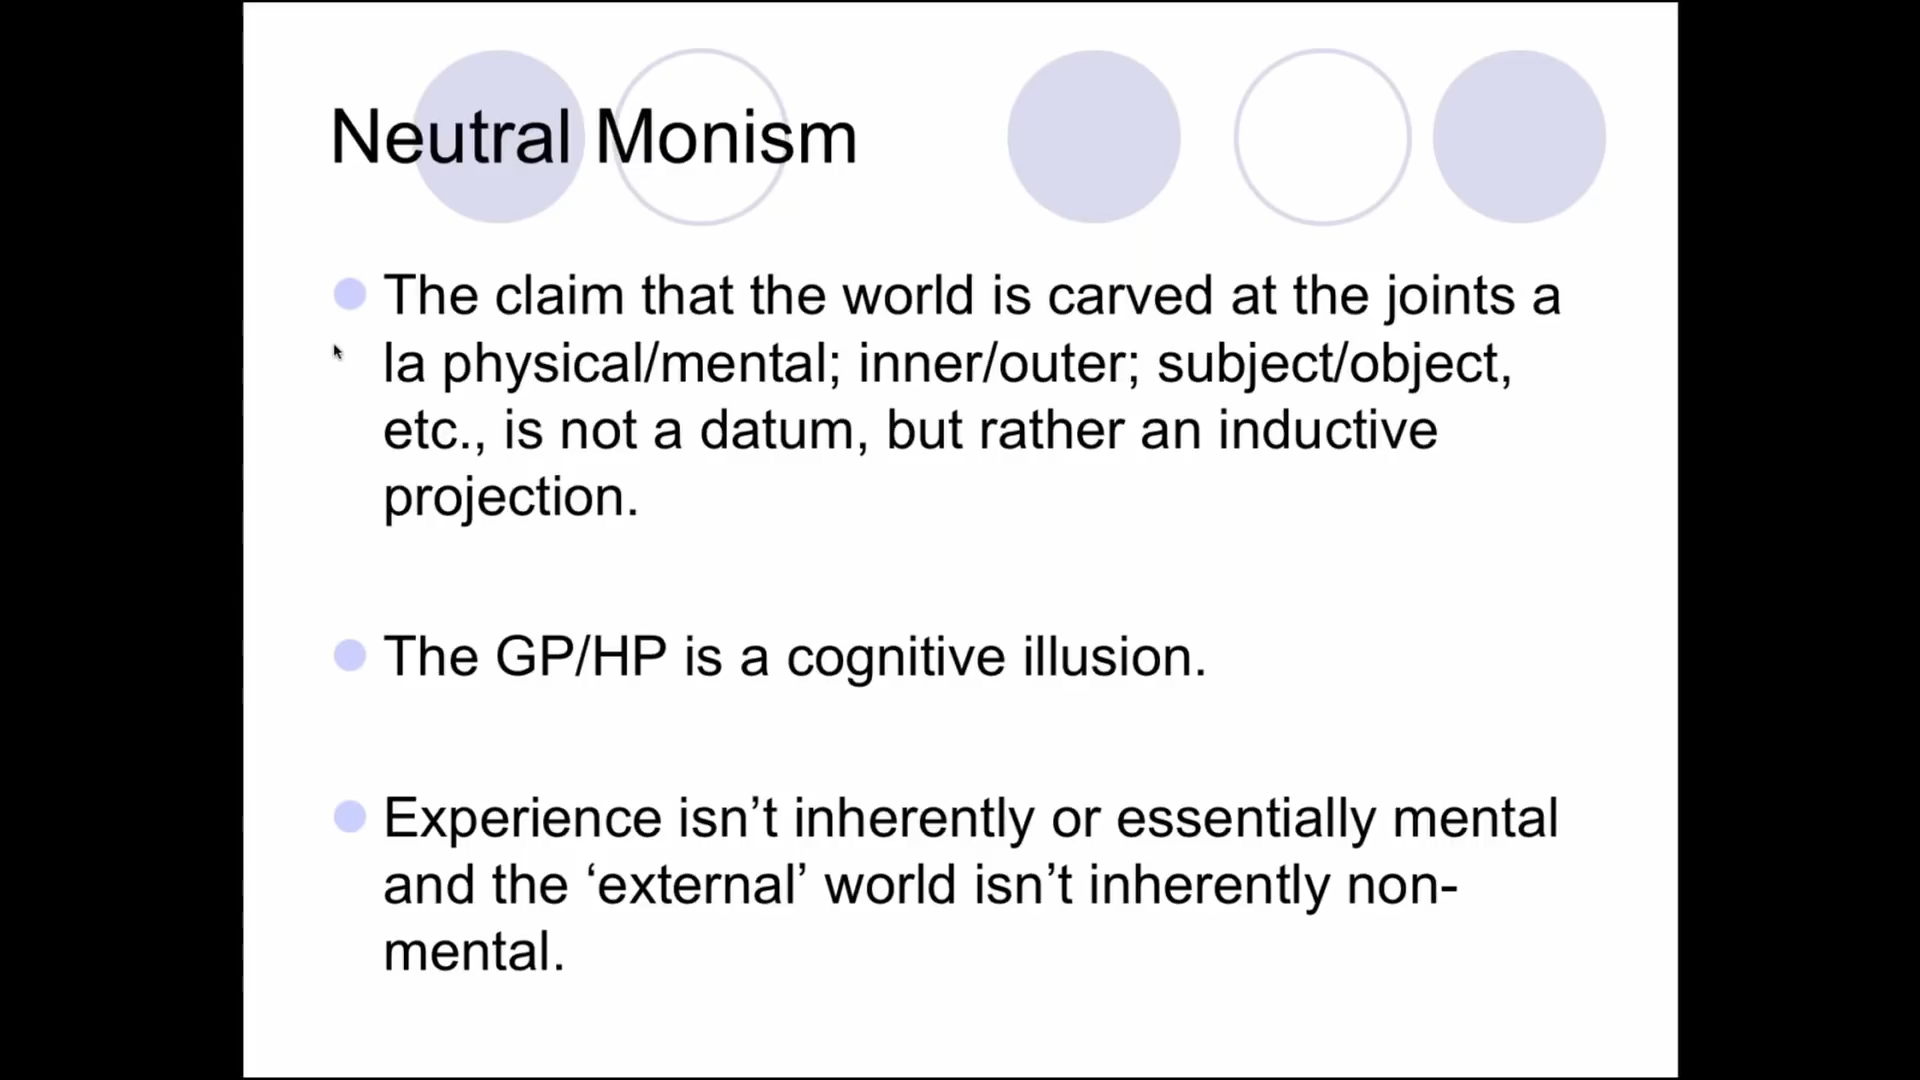 Neutral Monism
The claim that the world is carved at the joints a
la physical/mental; inner/outer; subject/object,
etc., is not a datum, but rather an inductive
projection.
The GP/HP is a cognitive illusion.
Experience isn’t inherently or essentially mental
and the ‘external’ world isn’t inherently non-
mental.